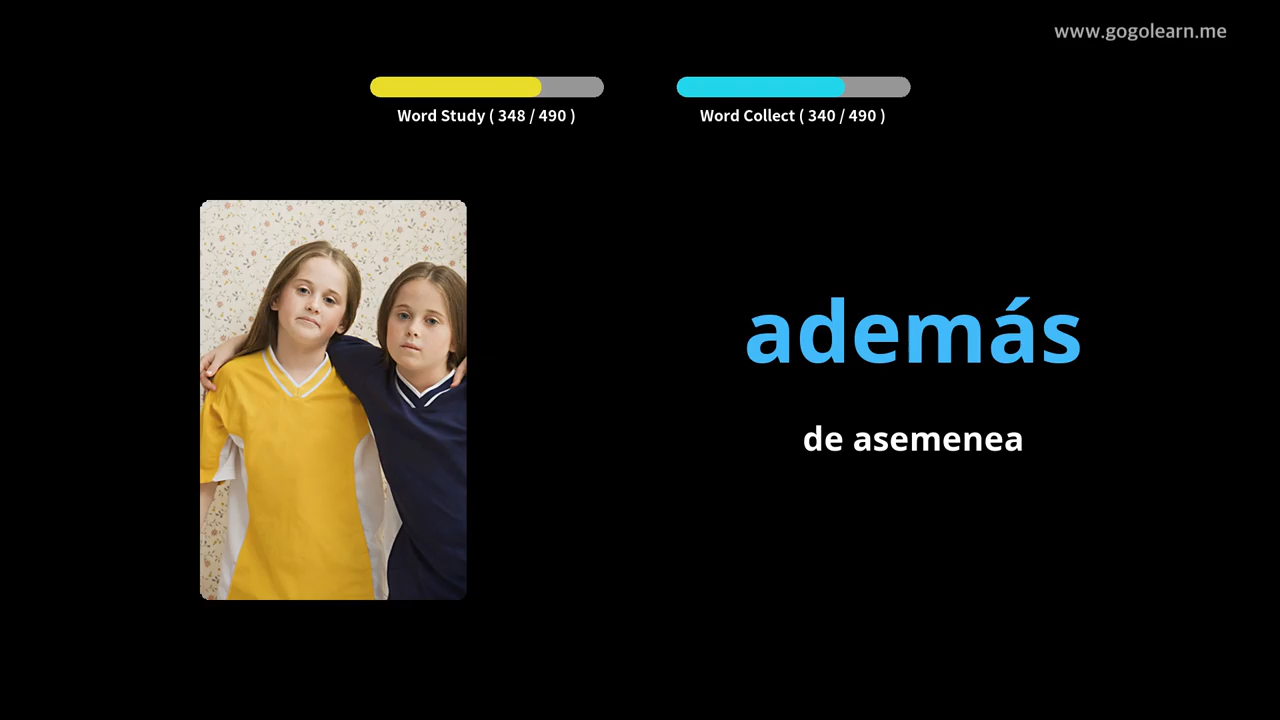 www.gogolearn.me
Word Study ( 348 / 490 )
Word Collect ( 340 / 490 )
además
de asemenea